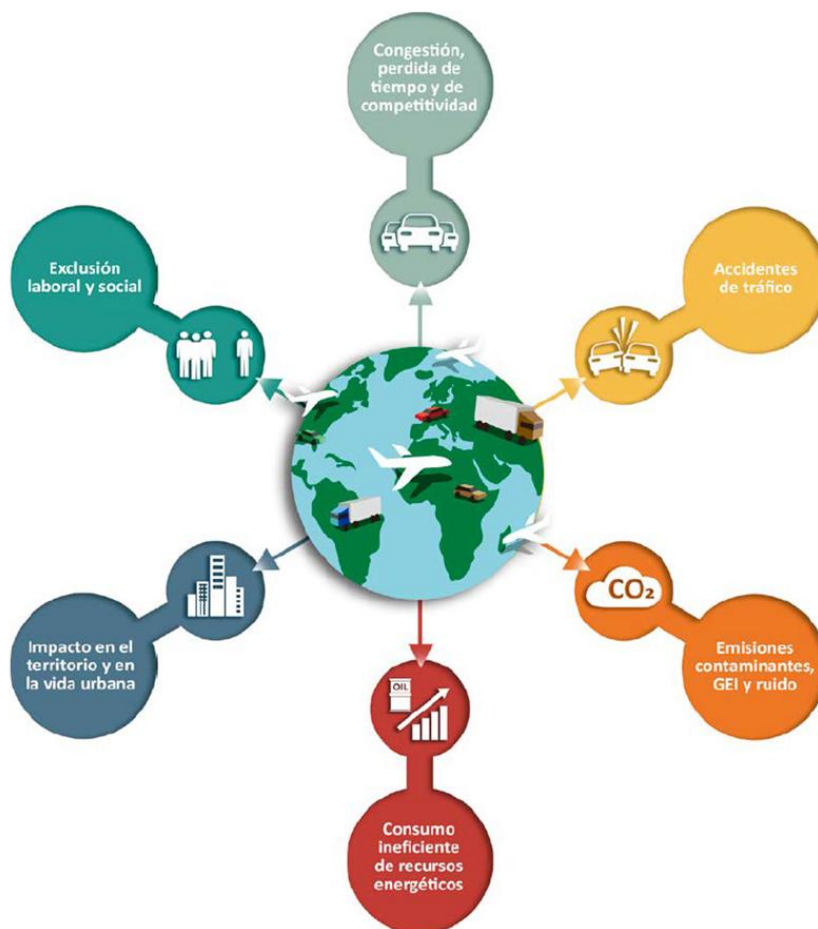 Congestión,
perdida de
tiempo y de
competitividad
Exclusión
laboral y social
Accidentes
de tráfico
Impacto en el
territorio y en
la vida urbana
CO₂
Emisiones
contaminantes,
GEI y ruido
OIL
Consumo
ineficiente
de recursos
energéticos